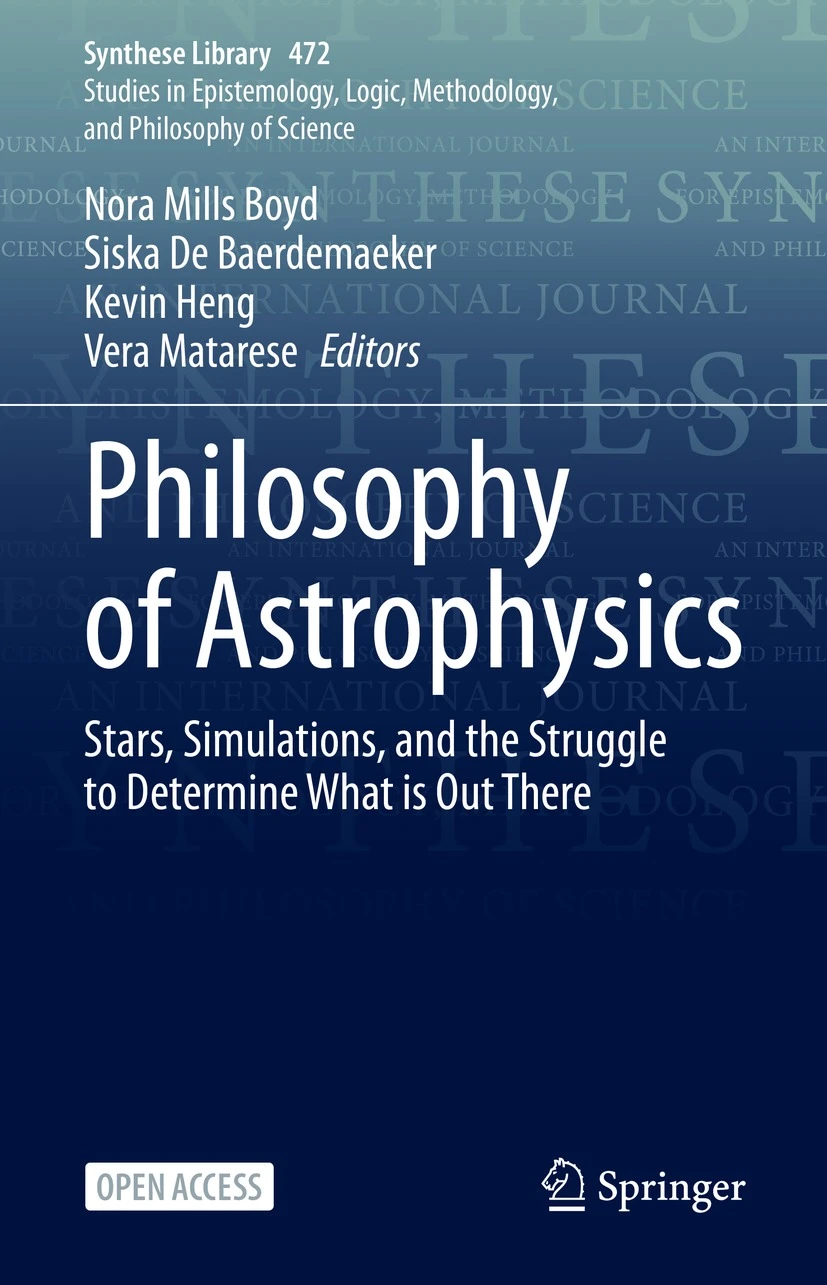 Synthese Library 472
Studies in Epistemology, Logic, Methodology,
and Philosophy of Science
Nora Mills Boyd
Siska De Baerdemaeker
Kevin Heng
Vera Matarese Editors
Philosophy
of Astrophysics
Stars, Simulations, and the Struggle
to Determine What is Out There
OPEN ACCESS
Springer